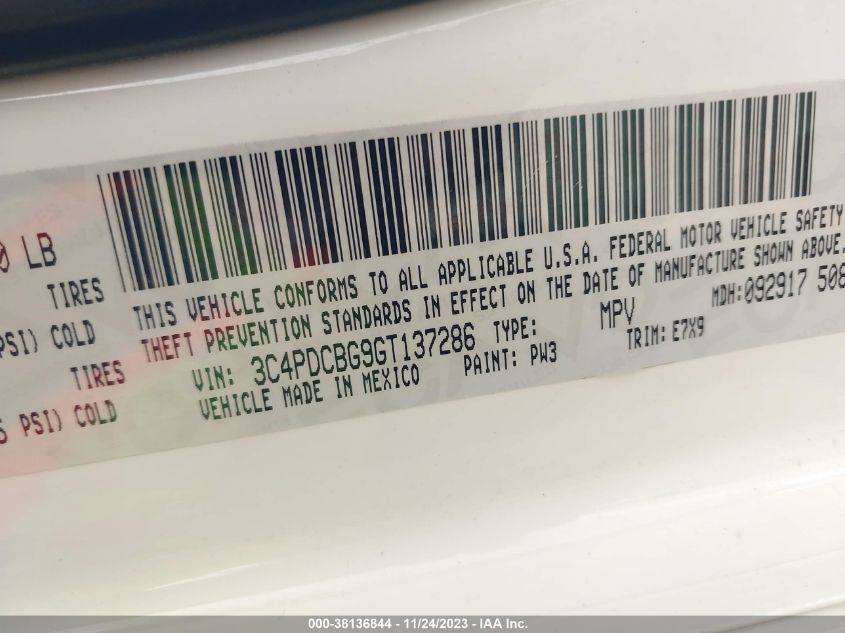 0 LB
TIRES
PSI) COLD
TIRES
PSI) COLD
THIS VEHICLE CONFORMS TO ALL APPLICABLE U.S.A. FEDERAL MOTOR VEHICLE SAFETY
THEFT PREVENTION STANDARDS IN EFFECT ON THE DATE OF MANUFACTURE SHOWN ABOVE.
VIN: 3C4PDCBG9GT137286 TYPE: MPV MDH:092917 508
VEHICLE MADE IN MEXICO PAINT: PW3 TRIM: E7X9
000-38136844 - 11/24/2023 - IAA Inc.